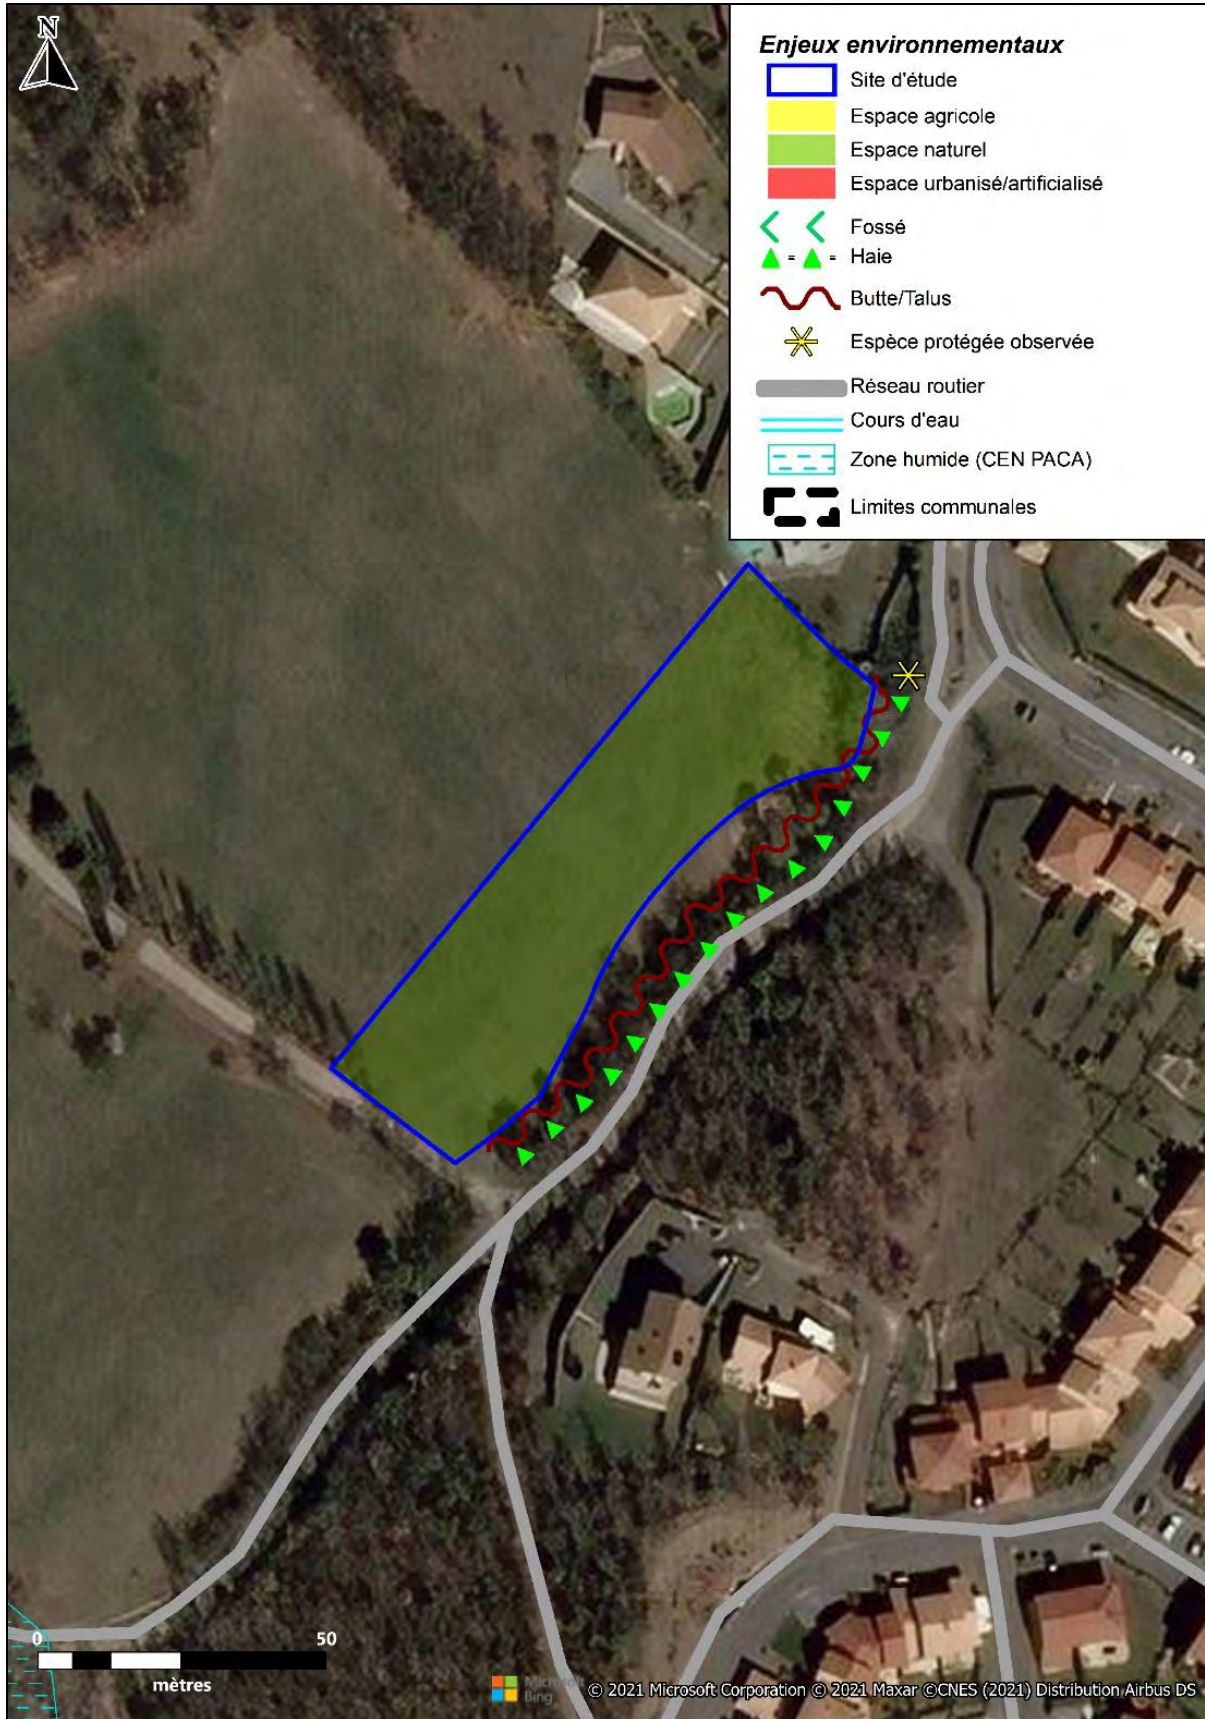 N
Enjeux environnementaux
Site d'étude
Espace agricole
Espace naturel
Espace urbanisé/artificialisé
Fossé
Haie
Butte/Talus
Espèce protégée observée
Réseau routier
Cours d'eau
Zone humide (CEN PACA)
Limites communales
0 50
mètres
Microsoft
Bing
© 2021 Microsoft Corporation © 2021 Maxar ©CNES (2021) Distribution Airbus DS